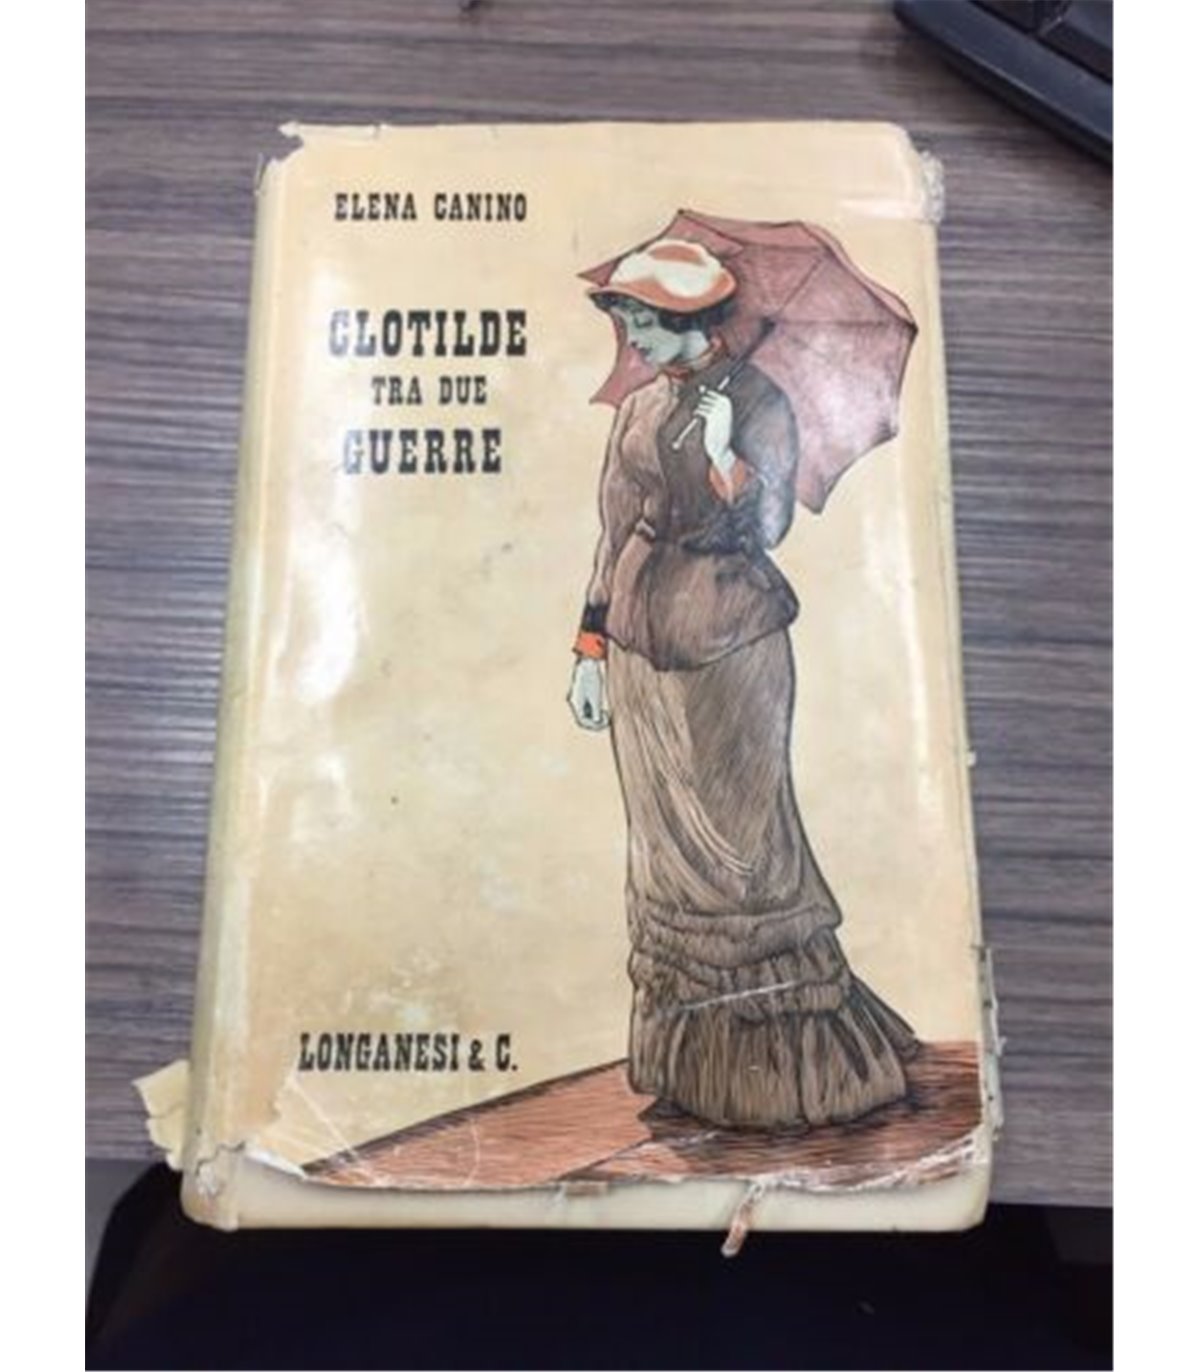 ELENA CANINO
CLOTILDE
TRA DUE
GUERRE
LONGANESI & C.